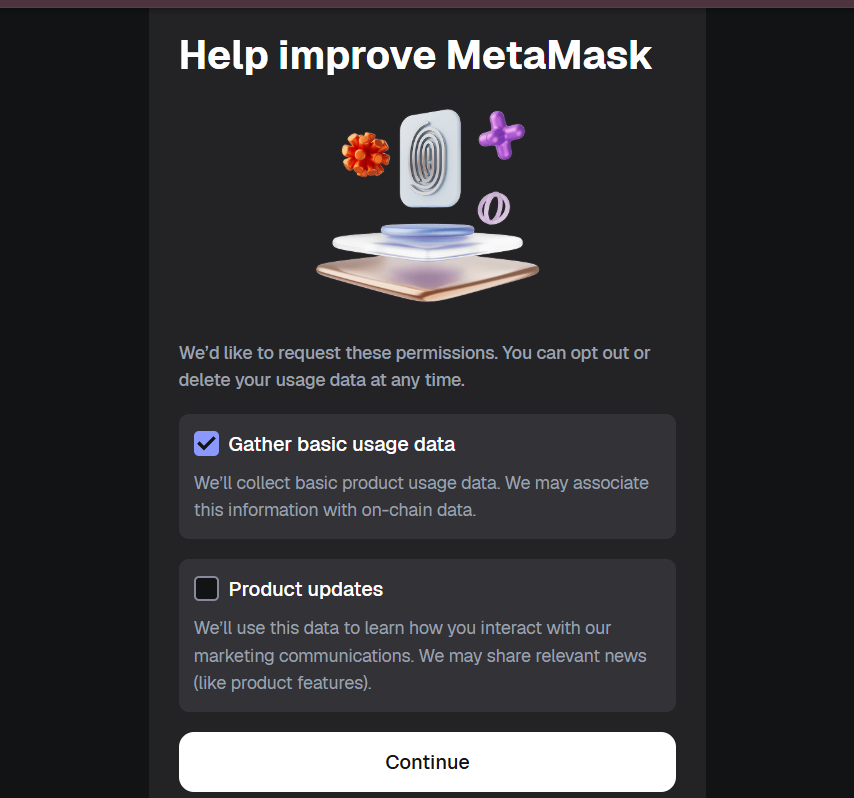 Help improve MetaMask
We’d like to request these permissions. You can opt out or
delete your usage data at any time.
Gather basic usage data
We’ll collect basic product usage data. We may associate
this information with on-chain data.
Product updates
We’ll use this data to learn how you interact with our
marketing communications. We may share relevant news
(like product features).
Continue